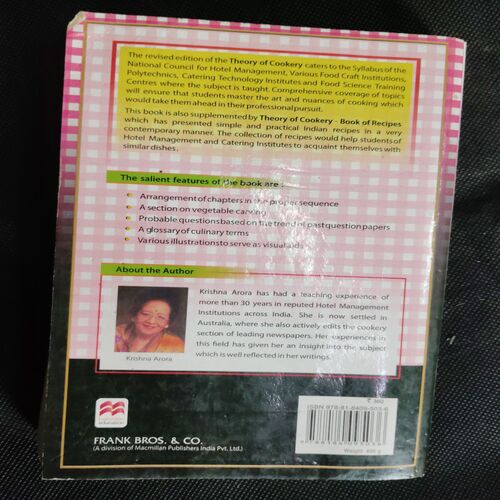 The revised edition of the Theory of Cookery caters to the Syllabus of the
National Council for Hotel Management, Various Food Craft Institutions,
Polytechnics, Catering Technology Institutes and Food Science Training
Centres where the subject is taught. Comprehensive coverage of topics
will ensure that students master the art and nuances of cooking which
would take them ahead in their professional pursuit.
This book is also supplemented by Theory of Cookery - Book of Recipes
which has presented simple and practical Indian recipes in a very
contemporary manner. The collection of recipes would help students of
Hotel Management and Catering Institutes to acquaint themselves with
similar dishes.
The salient features of the book are :
Arrangement of chapters in the proper sequence
A section on vegetable carving
Probable questions based on the trend of past question papers
A glossary of culinary terms
Various illustrations to serve as visual aids
About the Author
Krishna Arora has had a teaching experience of
more than 30 years in reputed Hotel Management
Institutions across India. She is now settled in
Australia, where she also actively edits the cookery
section of leading newspapers. Her experiences in
this field has given her an insight into the subject
which is well reflected in her writings.
Krishna Arora
₹ 360
ISBN 978-81-8409-503-6
education
FRANK BROS. & CO.
(A division of Macmillan Publishers India Pvt. Ltd.)